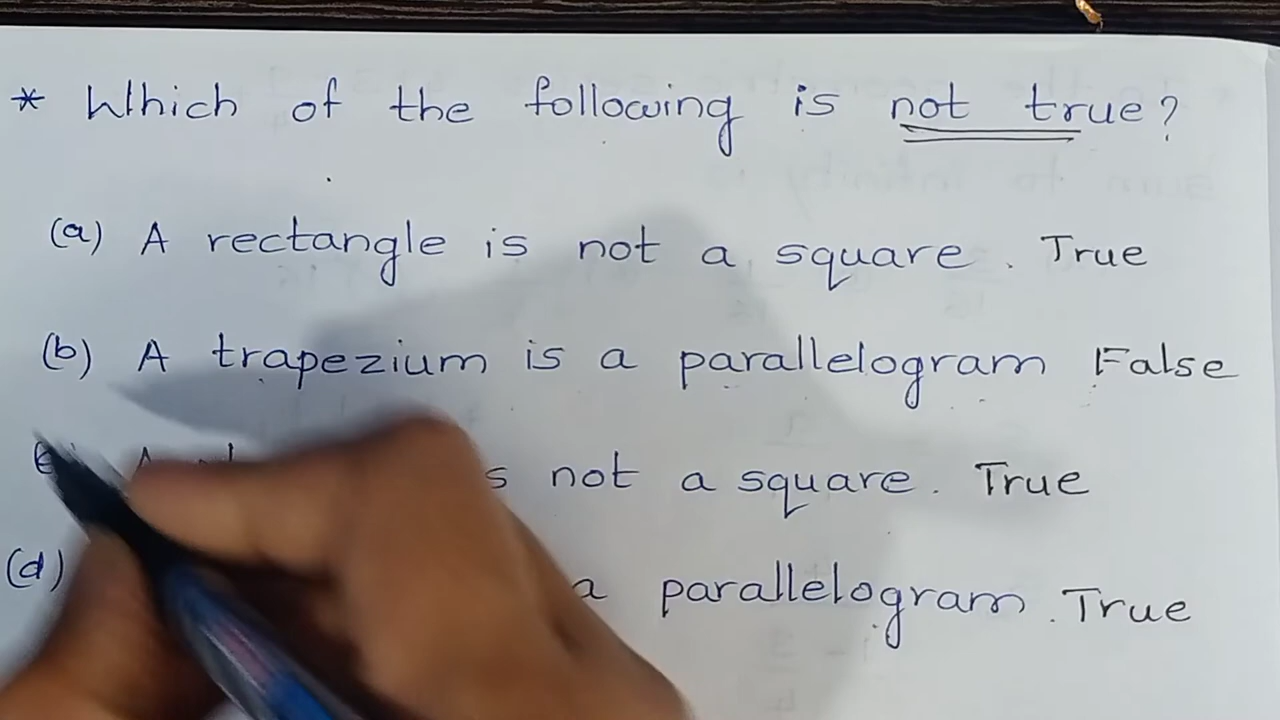 * Which of the following is not true?
(a) A rectangle is not a square. True
(b) A trapezium is a parallelogram False
A not a square. True
(d) a parallelogram. True